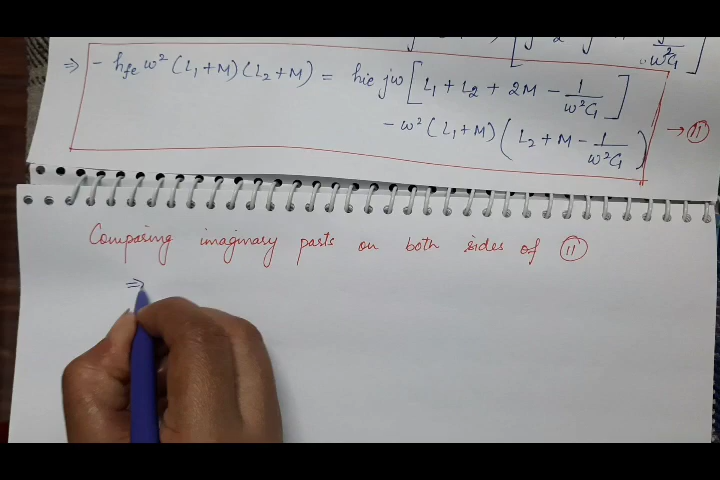 ω²C₁
⇒ - hfe ω² (L₁+M)(L₂+M) = hie jω [ L₁ + L₂ + 2M - 1/ω²C₁ ]
- ω² (L₁+M) ( L₂ + M - 1/ω²C₁ ) → 11
Comparing imaginary parts on both sides of 11
⇒